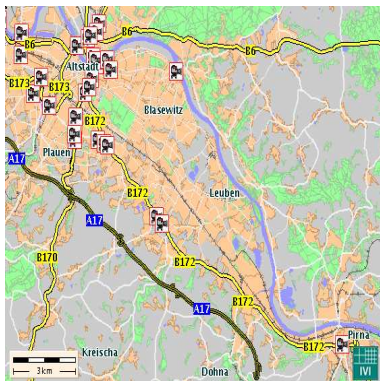 B6
B6
Altstadt
B173
B173
Blasewitz
B172
Plauen
A17
B172
Leuben
A17
B170
B172
B172
A17
Pirna
B172
Kreischa
3km
Dohna
IVI